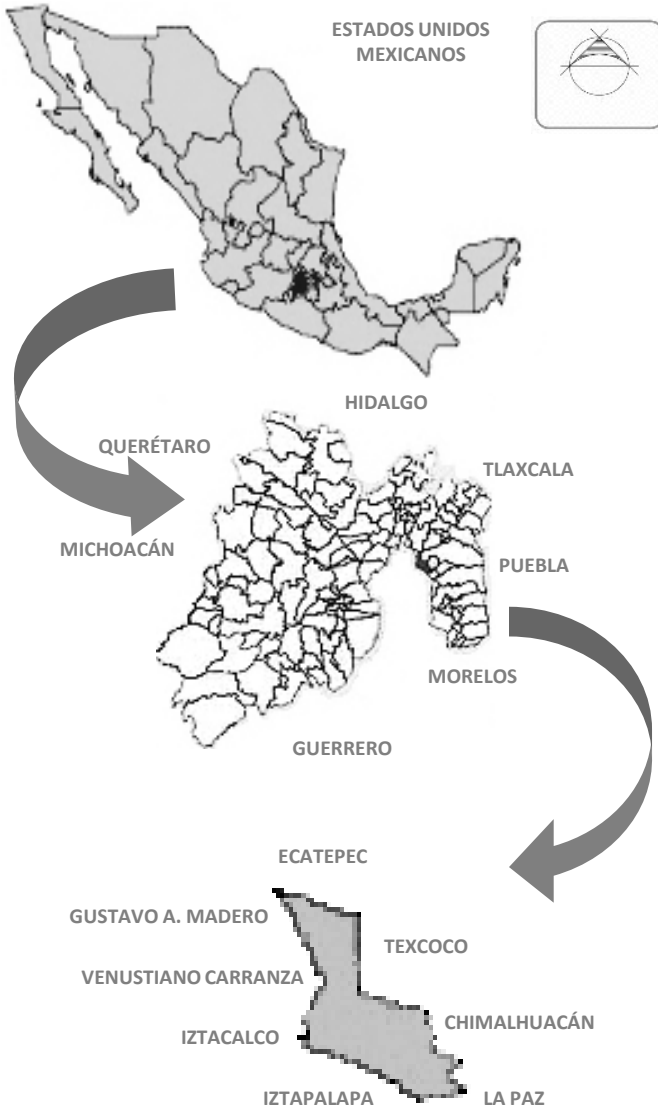 ESTADOS UNIDOS
MEXICANOS
HIDALGO
QUERÉTARO
TLAXCALA
MICHOACÁN
PUEBLA
MORELOS
GUERRERO
ECATEPEC
GUSTAVO A. MADERO
TEXCOCO
VENUSTIANO CARRANZA
CHIMALHUACÁN
IZTACALCO
IZTAPALAPA
LA PAZ